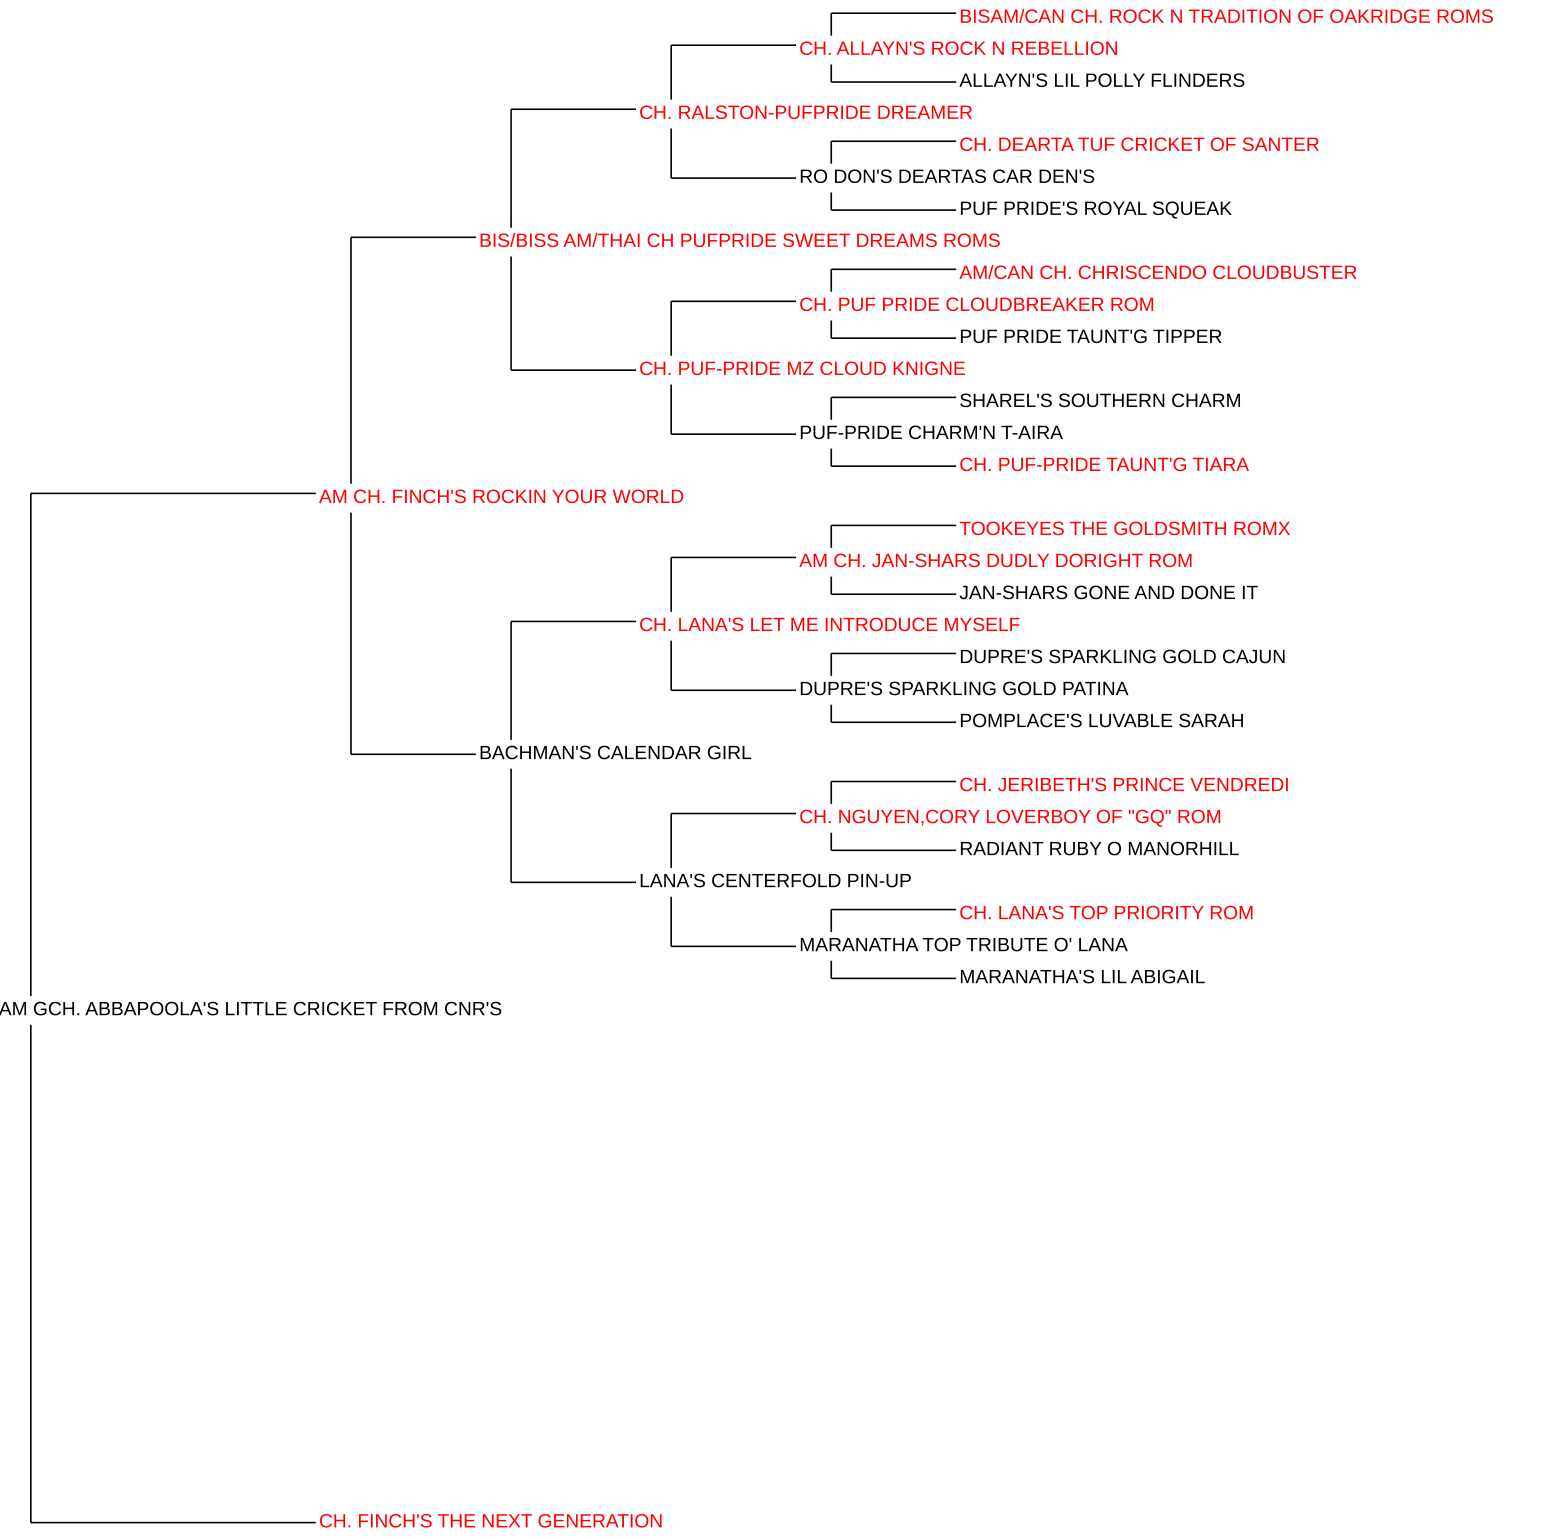 BISAM/CAN CH. ROCK N TRADITION OF OAKRIDGE ROMS
CH. ALLAYN'S ROCK N REBELLION
ALLAYN'S LIL POLLY FLINDERS
CH. RALSTON-PUFPRIDE DREAMER
CH. DEARTA TUF CRICKET OF SANTER
RO DON'S DEARTAS CAR DEN'S
PUF PRIDE'S ROYAL SQUEAK
BIS/BISS AM/THAI CH PUFPRIDE SWEET DREAMS ROMS
AM/CAN CH. CHRISCENDO CLOUDBUSTER
CH. PUF PRIDE CLOUDBREAKER ROM
PUF PRIDE TAUNT'G TIPPER
CH. PUF-PRIDE MZ CLOUD KNIGNE
SHAREL'S SOUTHERN CHARM
PUF-PRIDE CHARM'N T-AIRA
CH. PUF-PRIDE TAUNT'G TIARA
AM CH. FINCH'S ROCKIN YOUR WORLD
TOOKEYES THE GOLDSMITH ROMX
AM CH. JAN-SHARS DUDLY DORIGHT ROM
JAN-SHARS GONE AND DONE IT
CH. LANA'S LET ME INTRODUCE MYSELF
DUPRE'S SPARKLING GOLD CAJUN
DUPRE'S SPARKLING GOLD PATINA
POMPLACE'S LUVABLE SARAH
BACHMAN'S CALENDAR GIRL
CH. JERIBETH'S PRINCE VENDREDI
CH. NGUYEN,CORY LOVERBOY OF "GQ" ROM
RADIANT RUBY O MANORHILL
LANA'S CENTERFOLD PIN-UP
CH. LANA'S TOP PRIORITY ROM
MARANATHA TOP TRIBUTE O' LANA
MARANATHA'S LIL ABIGAIL
AM GCH. ABBAPOOLA'S LITTLE CRICKET FROM CNR'S
CH. FINCH'S THE NEXT GENERATION